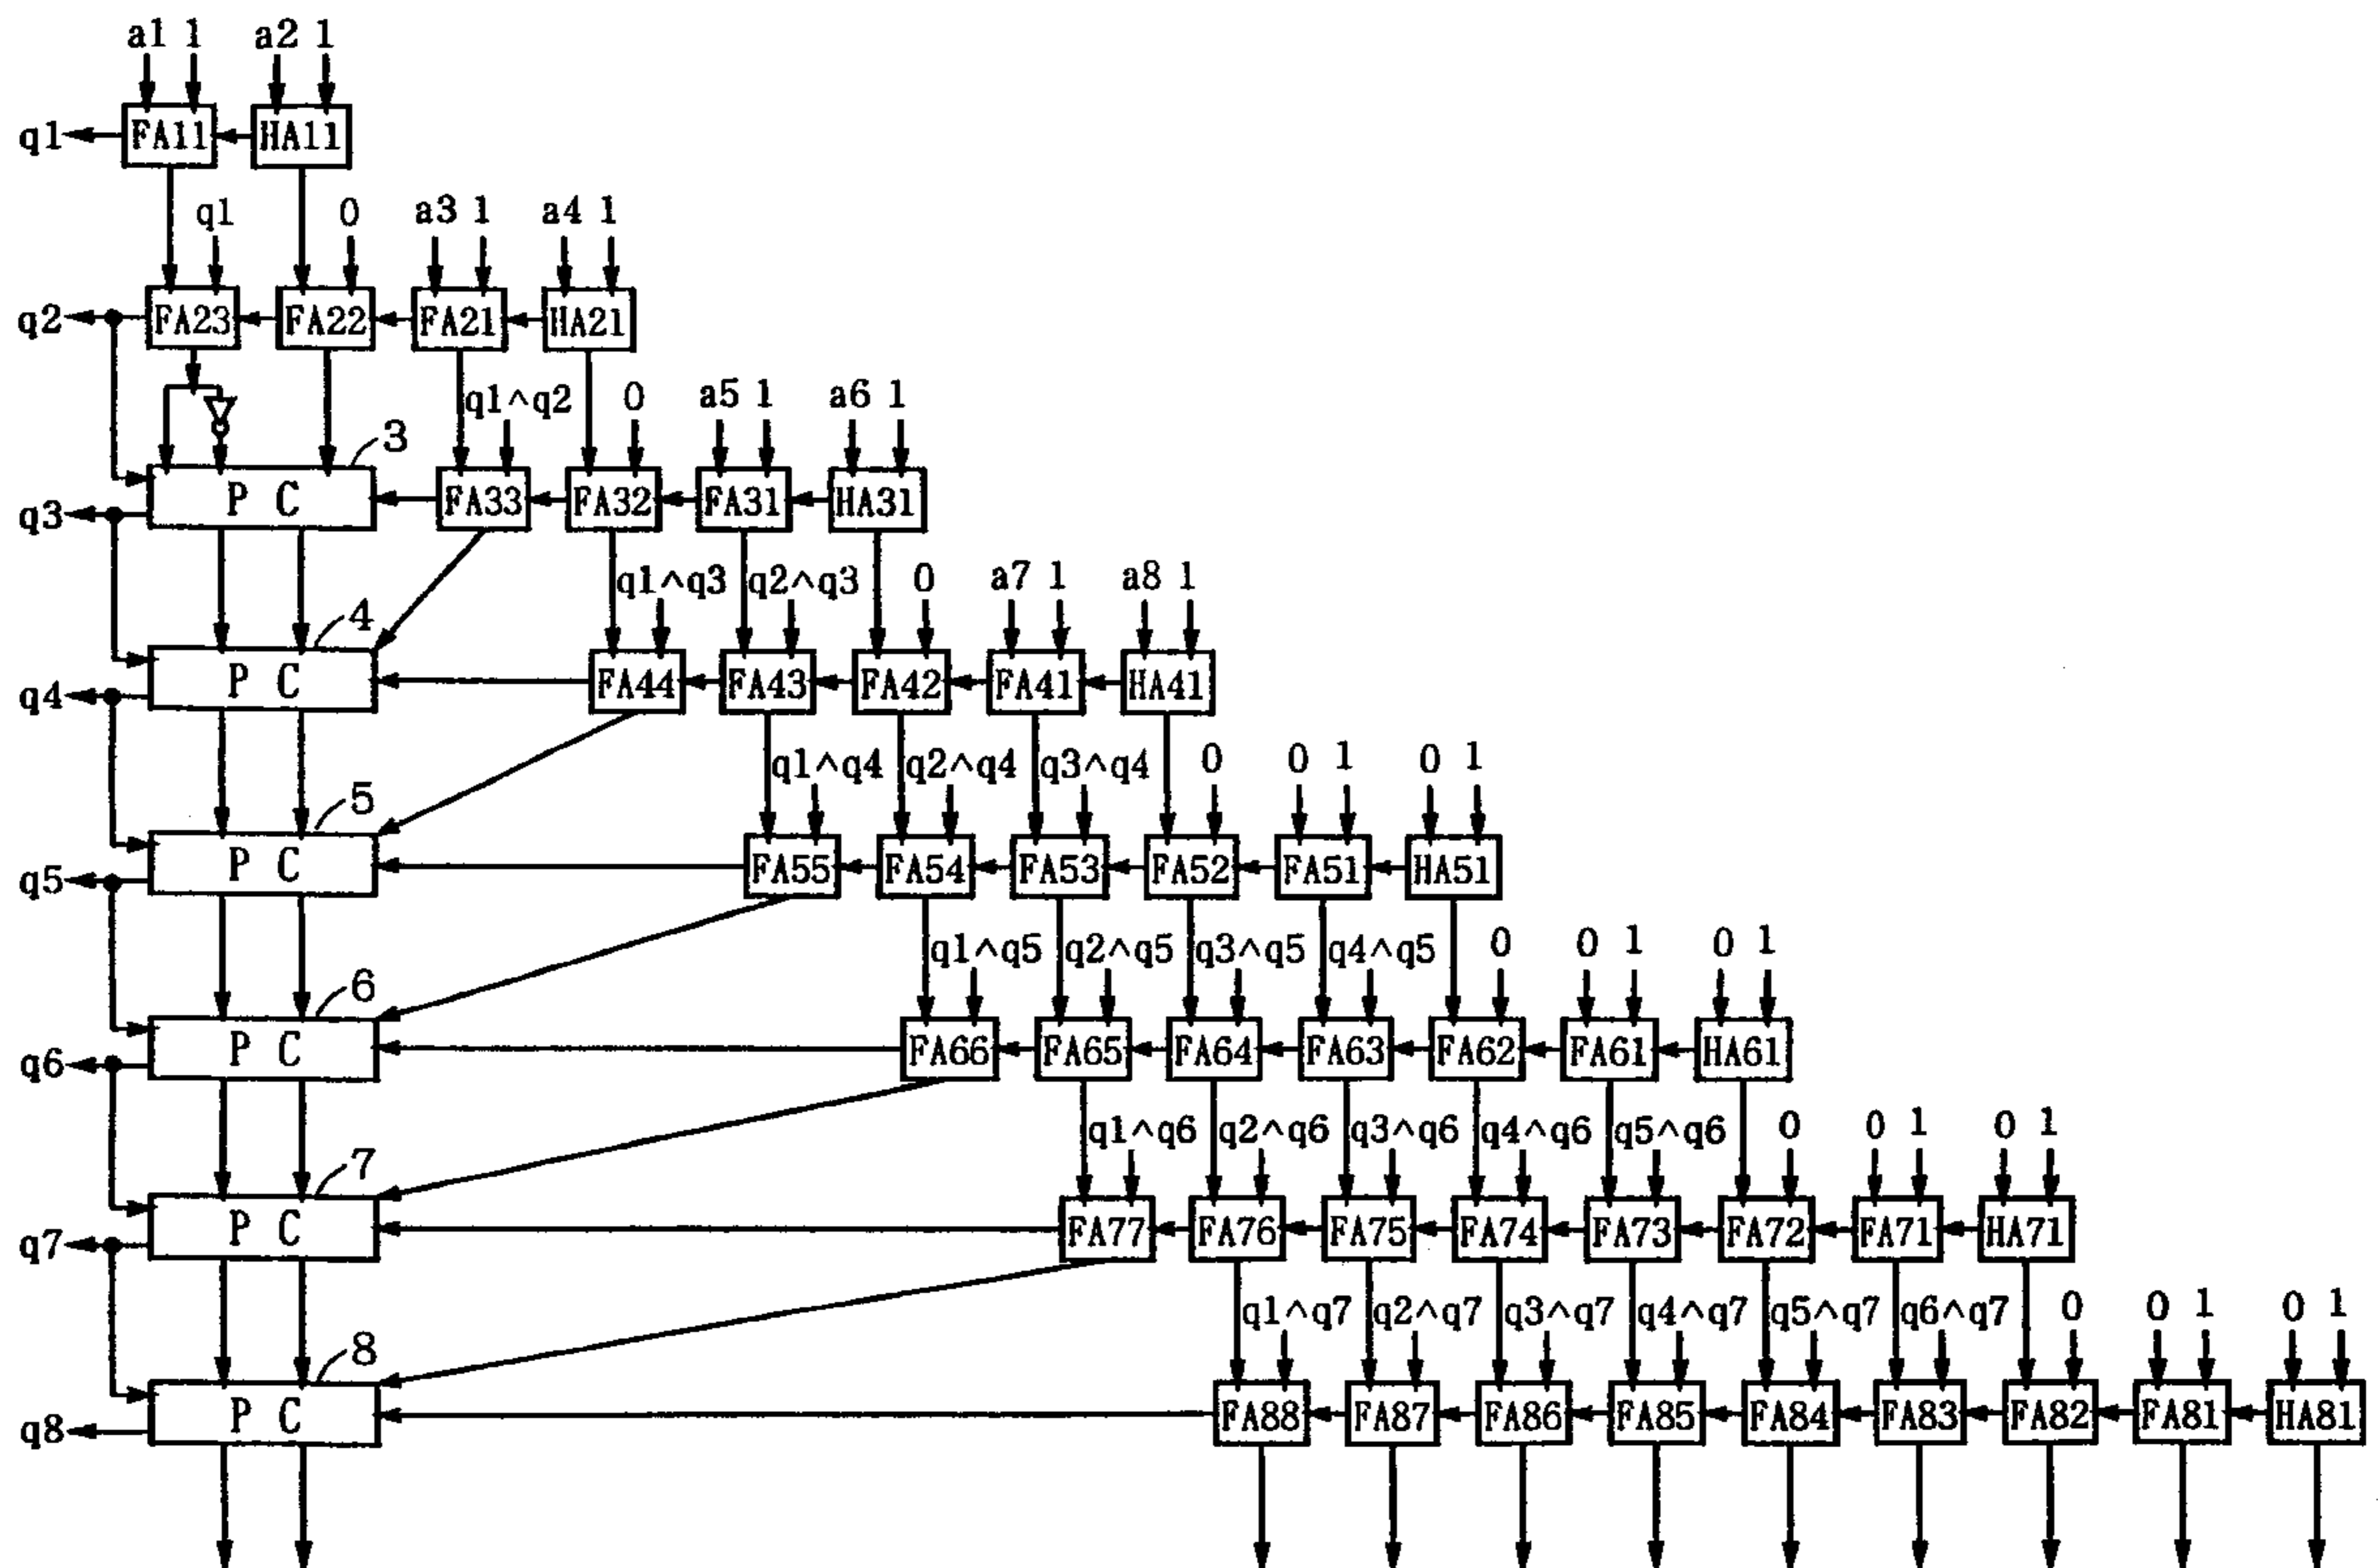 a1 1 a2 1
q1 FA11 HA11
q1 0 a3 1 a4 1
q2 FA23 FA22 FA21 HA21
q1^q2 0 a5 1 a6 1
3
q3 P C FA33 FA32 FA31 HA31
q1^q3 q2^q3 0 a7 1 a8 1
4
q4 P C FA44 FA43 FA42 FA41 HA41
q1^q4 q2^q4 q3^q4 0 0 1 0 1
5
q5 P C FA55 FA54 FA53 FA52 FA51 HA51
q1^q5 q2^q5 q3^q5 q4^q5 0 0 1 0 1
6
q6 P C FA66 FA65 FA64 FA63 FA62 FA61 HA61
q1^q6 q2^q6 q3^q6 q4^q6 q5^q6 0 0 1 0 1
7
q7 P C FA77 FA76 FA75 FA74 FA73 FA72 FA71 HA71
q1^q7 q2^q7 q3^q7 q4^q7 q5^q7 q6^q7 0 0 1 0 1
8
q8 P C FA88 FA87 FA86 FA85 FA84 FA83 FA82 FA81 HA81